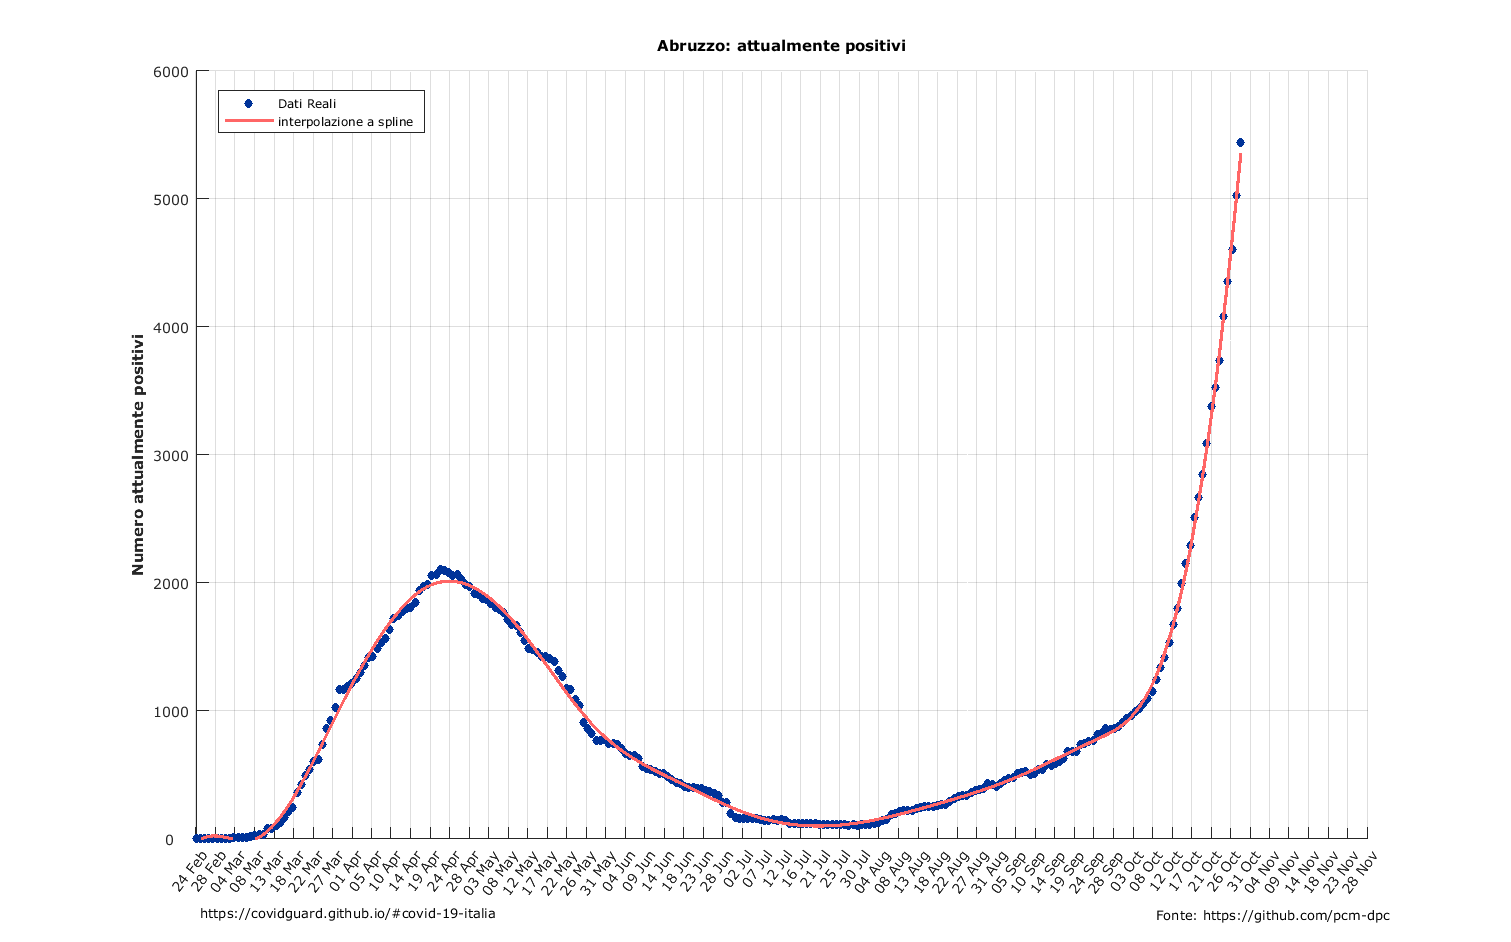 Abruzzo: attualmente positivi
6000
5000
4000
3000
2000
1000
0
Numero attualmente positivi
Dati Reali
interpolazione a spline
24 Feb
28 Feb
04 Mar
08 Mar
13 Mar
18 Mar
22 Mar
27 Mar
01 Apr
05 Apr
10 Apr
14 Apr
19 Apr
24 Apr
28 Apr
03 May
08 May
12 May
17 May
22 May
26 May
31 May
04 Jun
09 Jun
14 Jun
18 Jun
23 Jun
28 Jun
02 Jul
07 Jul
12 Jul
16 Jul
21 Jul
25 Jul
30 Jul
04 Aug
08 Aug
13 Aug
18 Aug
22 Aug
27 Aug
31 Aug
05 Sep
10 Sep
14 Sep
19 Sep
24 Sep
28 Sep
03 Oct
08 Oct
12 Oct
17 Oct
21 Oct
26 Oct
31 Oct
04 Nov
09 Nov
14 Nov
18 Nov
23 Nov
28 Nov
https://covidguard.github.io/#covid-19-italia
Fonte: https://github.com/pcm-dpc